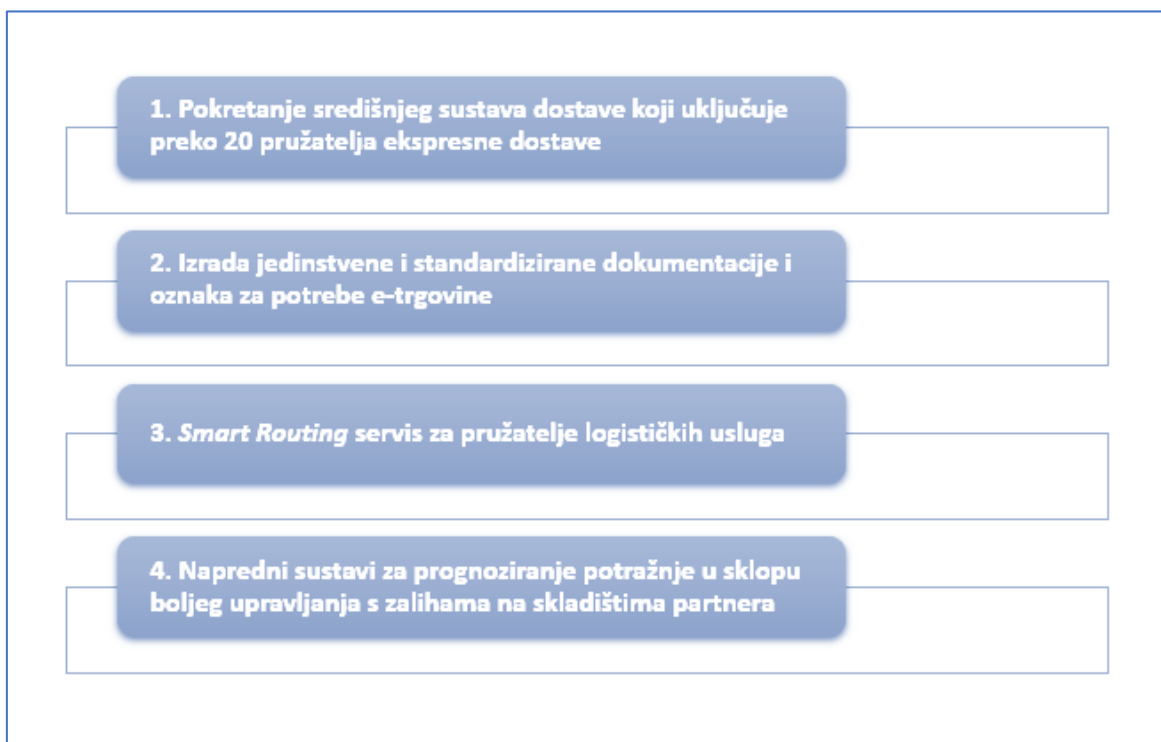 1. Pokretanje središnjeg sustava dostave koji uključuje
preko 20 pružatelja ekspresne dostave
2. Izrada jedinstvene i standardizirane dokumentacije i
oznaka za potrebe e-trgovine
3. Smart Routing servis za pružatelje logističkih usluga
4. Napredni sustavi za prognoziranje potražnje u sklopu
boljeg upravljanja s zalihama na skladištima partnera